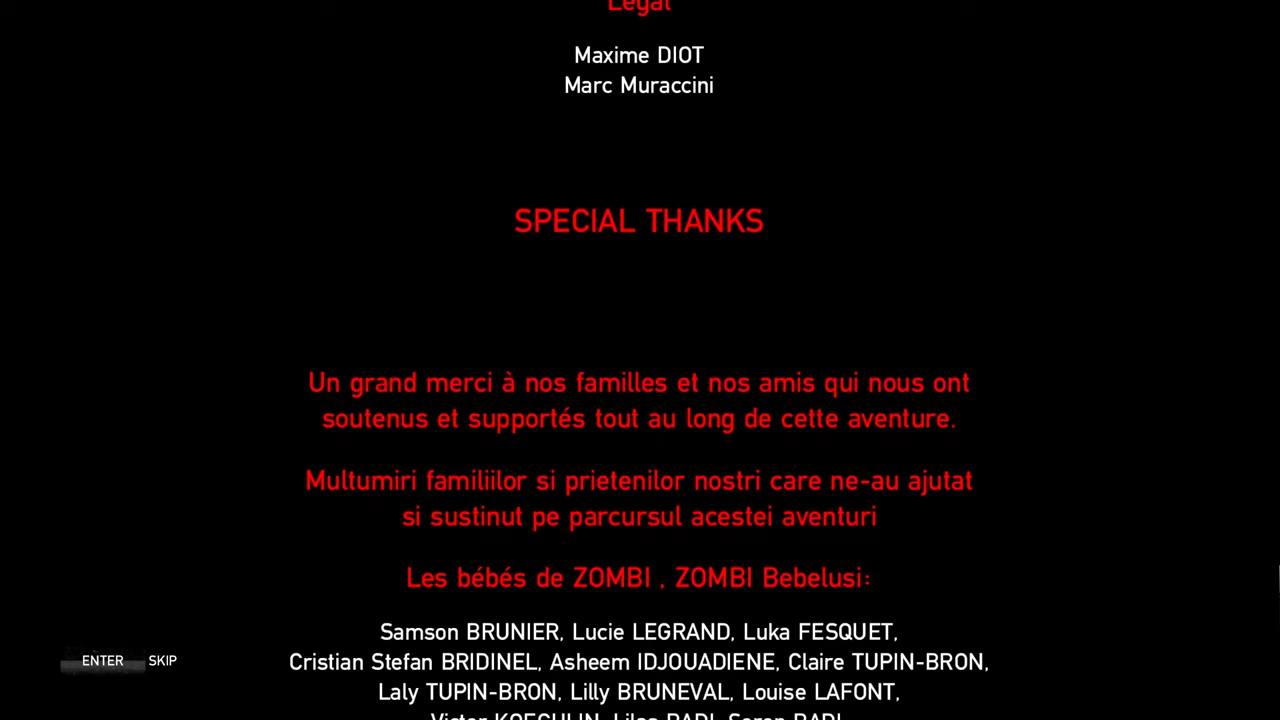 Legal
Maxime DIOT
Marc Muraccini
SPECIAL THANKS
Un grand merci à nos familles et nos amis qui nous ont
soutenus et supportés tout au long de cette aventure.
Multumiri familiilor si prietenilor nostri care ne-au ajutat
si sustinut pe parcursul acestei aventuri
Les bébés de ZOMBI , ZOMBI Bebelusi:
Samson BRUNIER, Lucie LEGRAND, Luka FESQUET,
Cristian Stefan BRIDINEL, Asheem IDJOUADIENE, Claire TUPIN-BRON,
ENTER SKIP
Laly TUPIN-BRON, Lilly BRUNEVAL, Louise LAFONT,